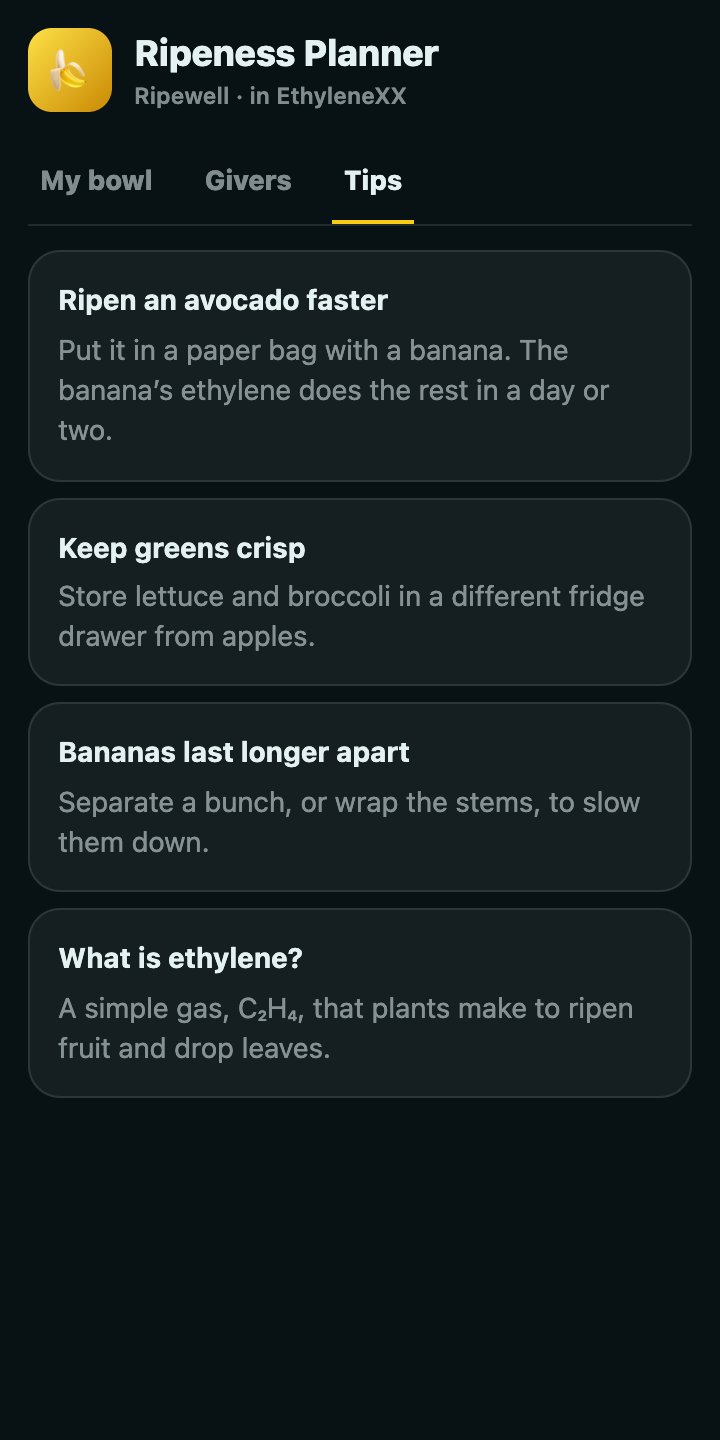 Ripeness Planner
Ripewell · in EthyleneXX
My bowl Givers Tips
Ripen an avocado faster
Put it in a paper bag with a banana. The
banana’s ethylene does the rest in a day or
two.
Keep greens crisp
Store lettuce and broccoli in a different fridge
drawer from apples.
Bananas last longer apart
Separate a bunch, or wrap the stems, to slow
them down.
What is ethylene?
A simple gas, C₂H₄, that plants make to ripen
fruit and drop leaves.